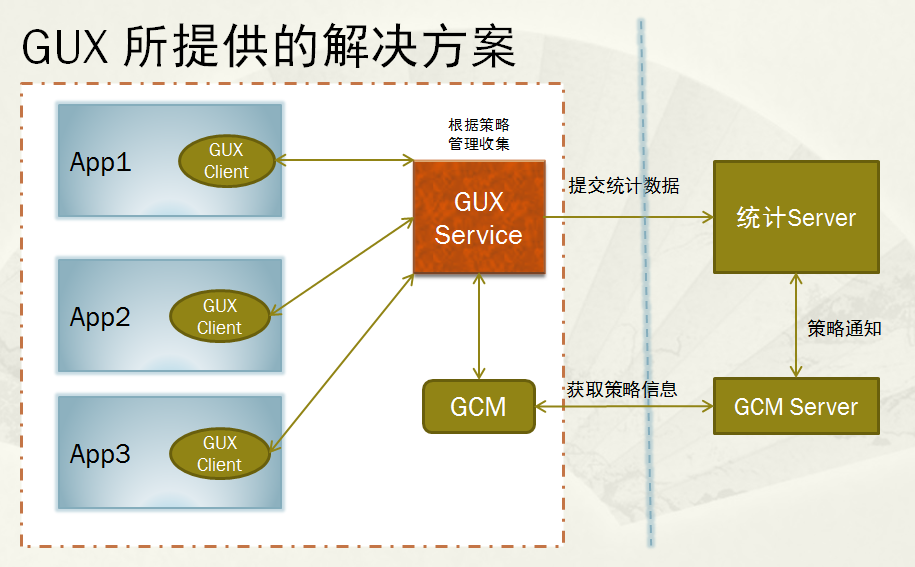 GUX 所提供的解决方案
根据策略
管理收集
App1
GUX
Client
GUX
Service
提交统计数据
统计Server
App2
GUX
Client
策略通知
获取策略信息
GCM
GCM Server
App3
GUX
Client